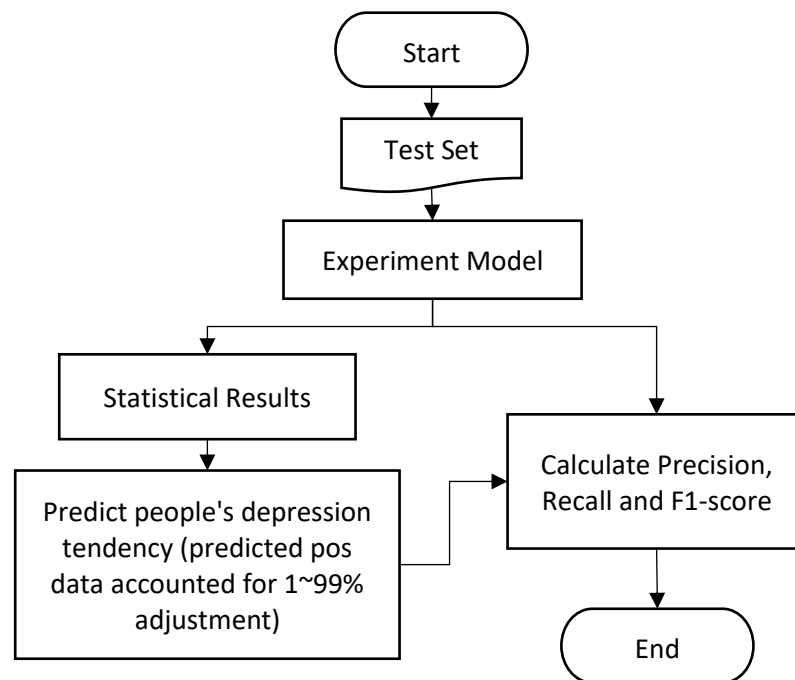 Start
Test Set
Experiment Model
Statistical Results
Predict people's depression
tendency (predicted pos
data accounted for 1~99%
adjustment)
Calculate Precision,
Recall and F1-score
End